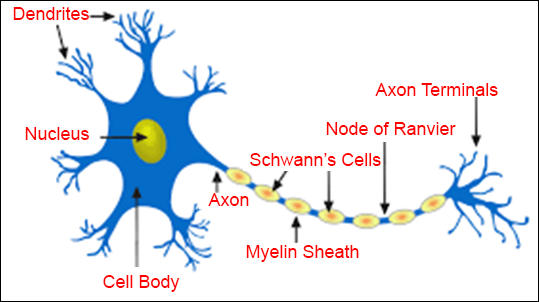 Dendrites
Axon Terminals
Nucleus
Node of Ranvier
Schwann's Cells
Axon
Myelin Sheath
Cell Body